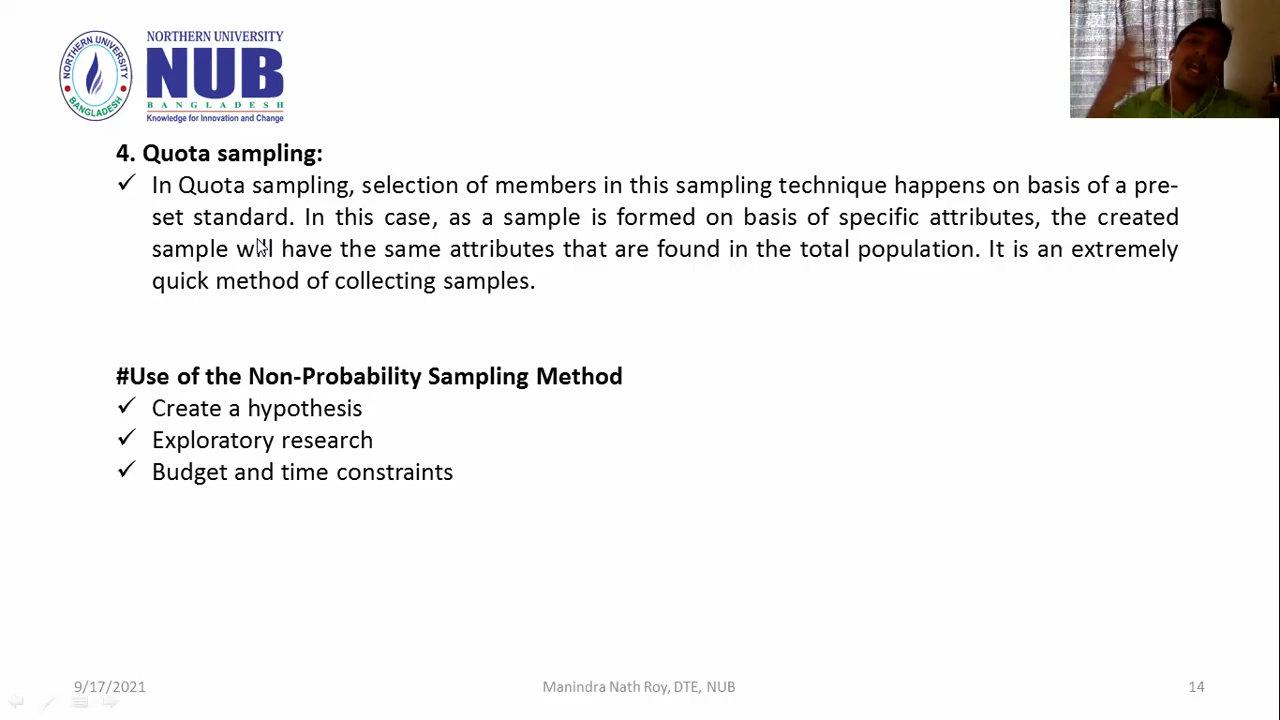 NORTHERN UNIVERSITY
BANGLADESH
NORTHERN UNIVERSITY
NUB
BANGLADESH
Knowledge for Innovation and Change
4. Quota sampling:
✓ In Quota sampling, selection of members in this sampling technique happens on basis of a pre-
set standard. In this case, as a sample is formed on basis of specific attributes, the created
sample will have the same attributes that are found in the total population. It is an extremely
quick method of collecting samples.
#Use of the Non-Probability Sampling Method
✓ Create a hypothesis
✓ Exploratory research
✓ Budget and time constraints
9/17/2021
Manindra Nath Roy, DTE, NUB
14